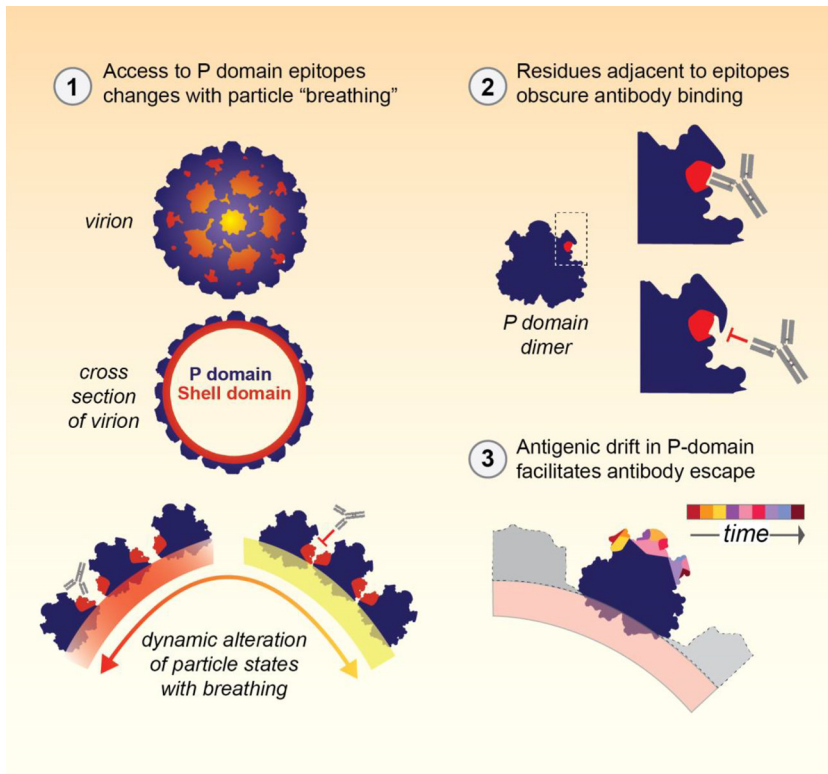 1
Access to P domain epitopes
changes with particle “breathing”
virion
cross
section
of virion
P domain
Shell domain
dynamic alteration
of particle states
with breathing
2
Residues adjacent to epitopes
obscure antibody binding
P domain
dimer
3
Antigenic drift in P-domain
facilitates antibody escape
time